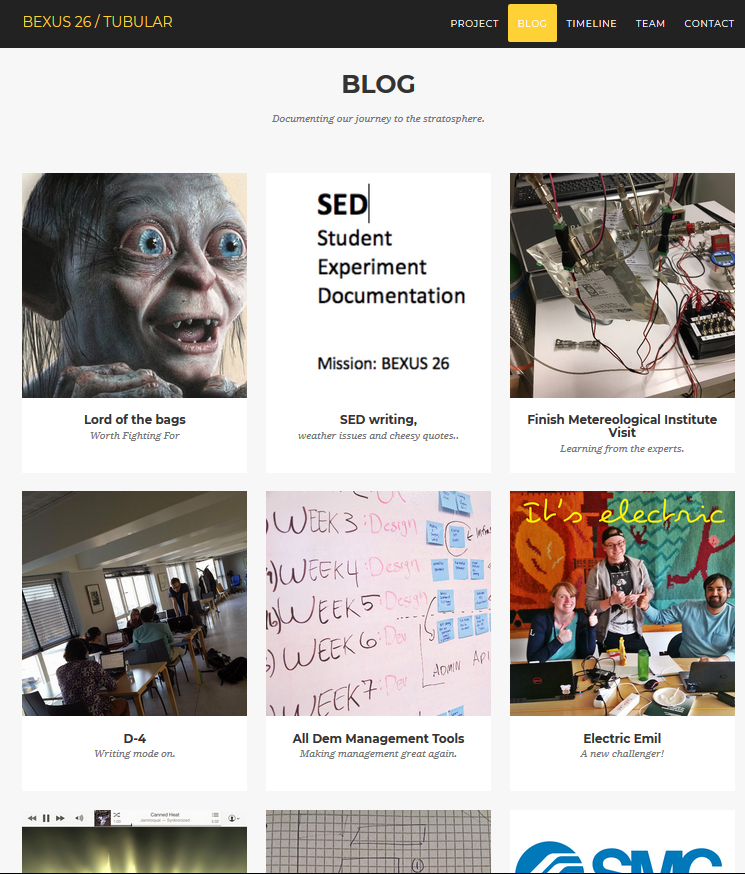 BEXUS 26 / TUBULAR
PROJECT BLOG TIMELINE TEAM CONTACT
BLOG
Documenting our journey to the stratosphere.
SED
Student
Experiment
Documentation
Mission: BEXUS 26
Lord of the bags
Worth Fighting For
SED writing,
weather issues and cheesy quotes..
Finish Metereological Institute
Visit
Learning from the experts.
WEEK 3: Design
WEEK 4: Design
WEEK 5: Design
WEEK 6: Dev
WEEK 7: Dev
ADMIN
It's electric
D-4
Writing mode on.
All Dem Management Tools
Making management great again.
Electric Emil
A new challenger!
Canned Heat
SMC